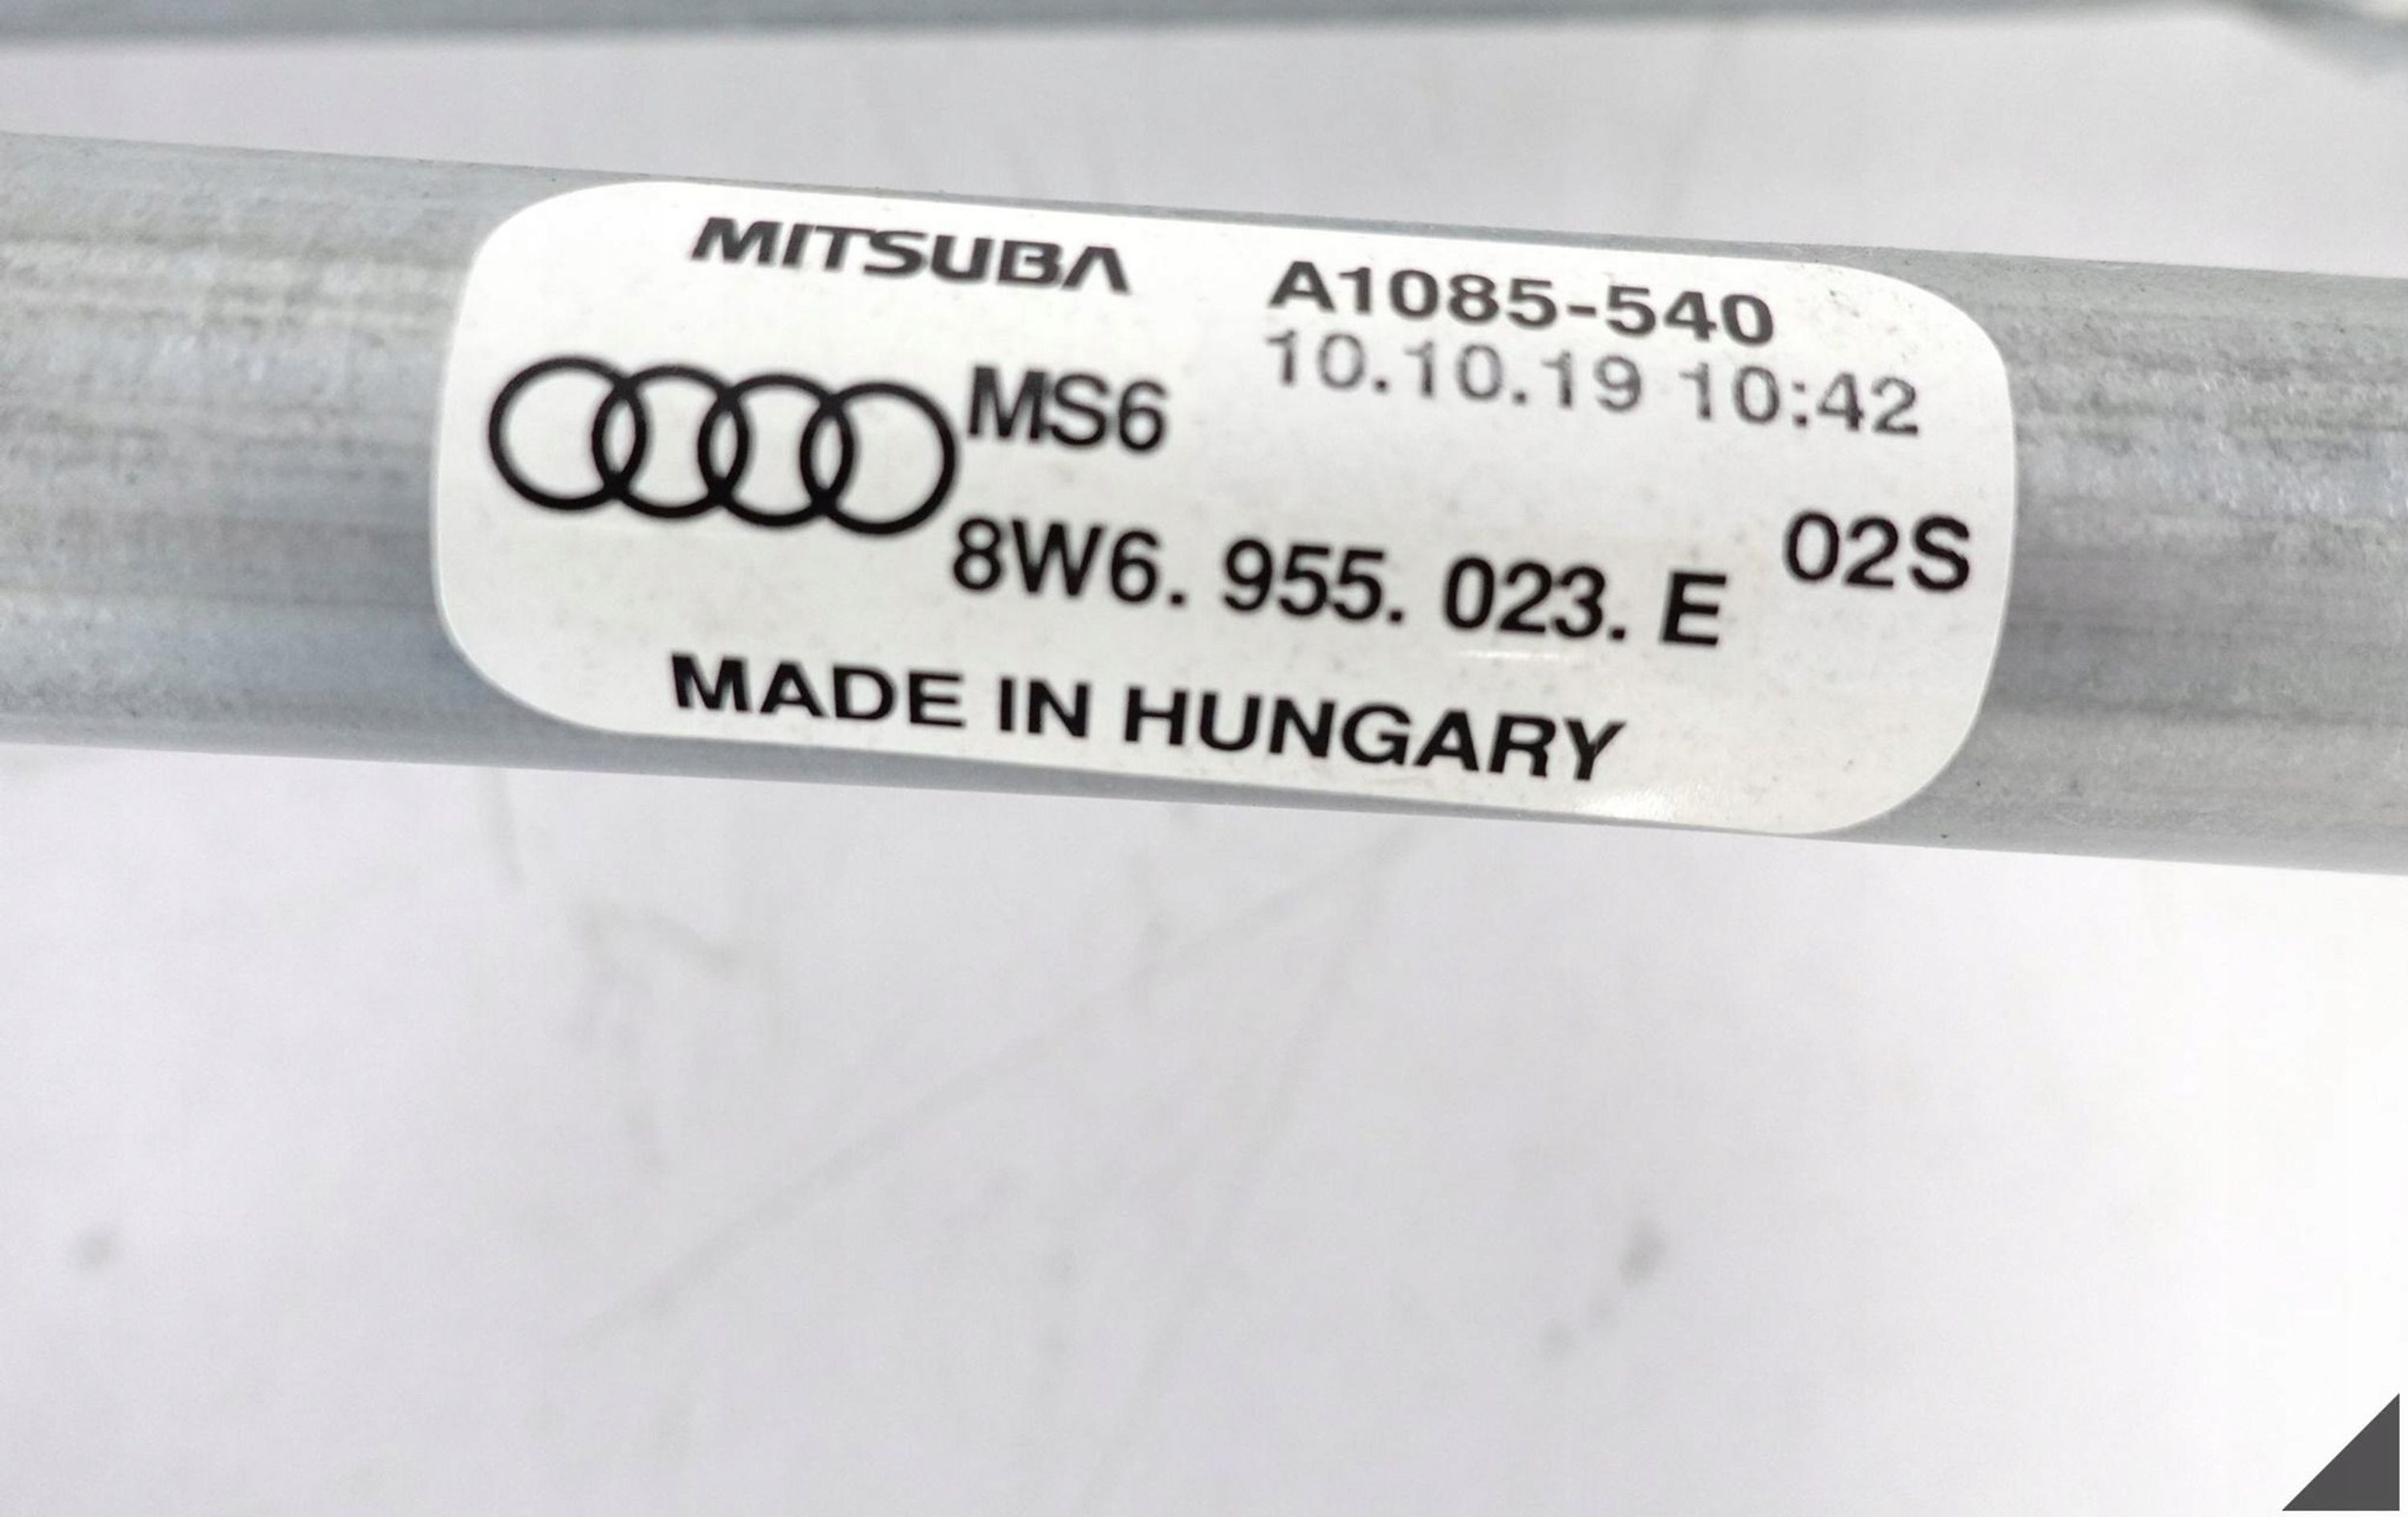 MITSUBA A1085-540
MS6 10.10.19 10:42
8W6. 955. 023. E 02S
MADE IN HUNGARY